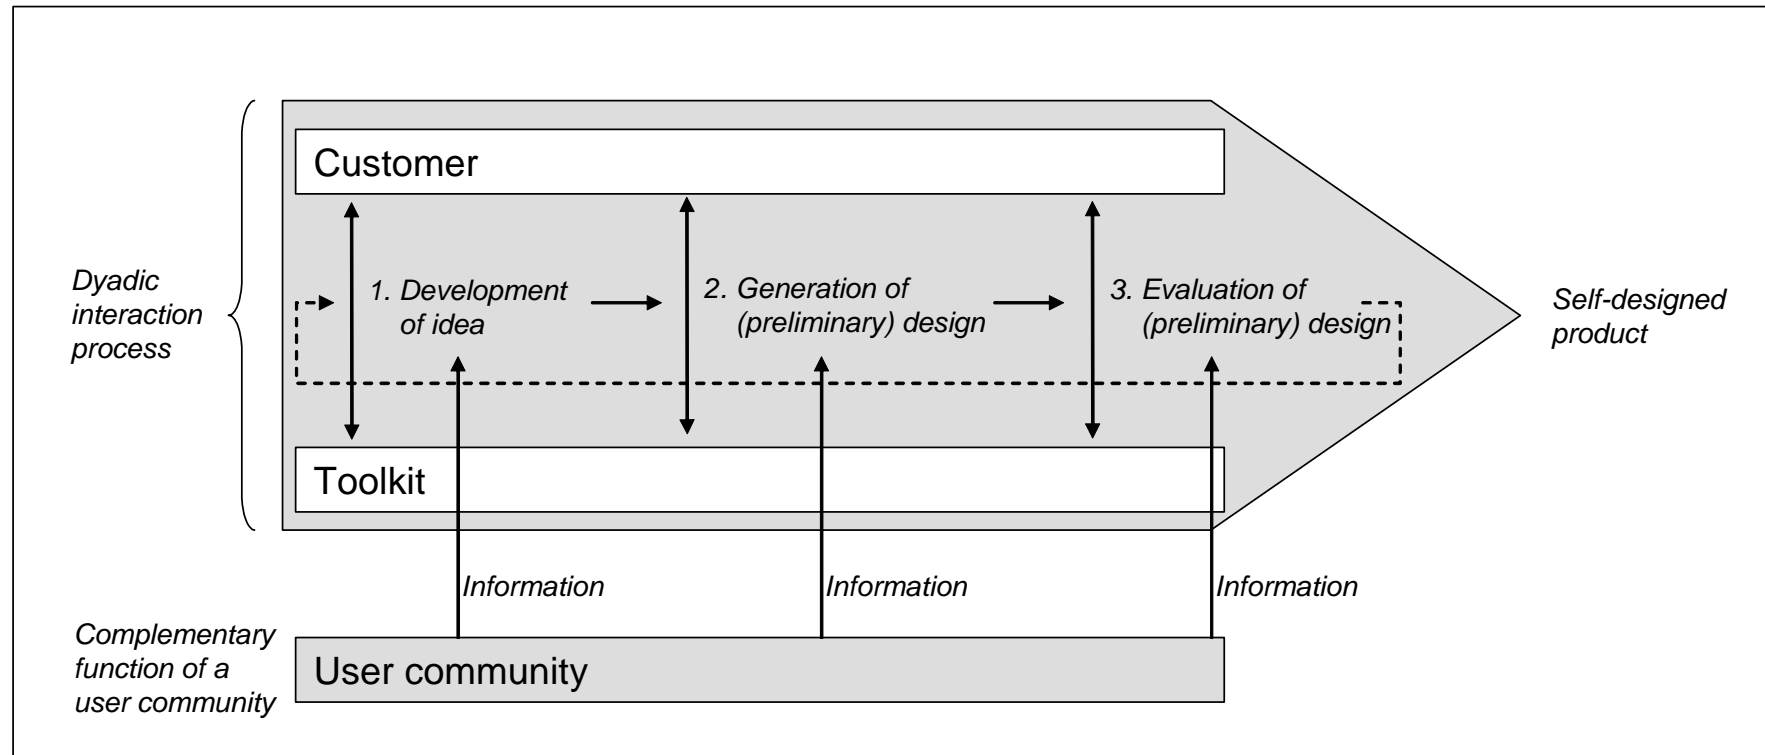 Customer
Dyadic
interaction
process
1. Development
of idea
2. Generation of
(preliminary) design
3. Evaluation of
(preliminary) design
Self-designed
product
Toolkit
Information
Information
Information
Complementary
function of a
user community
User community